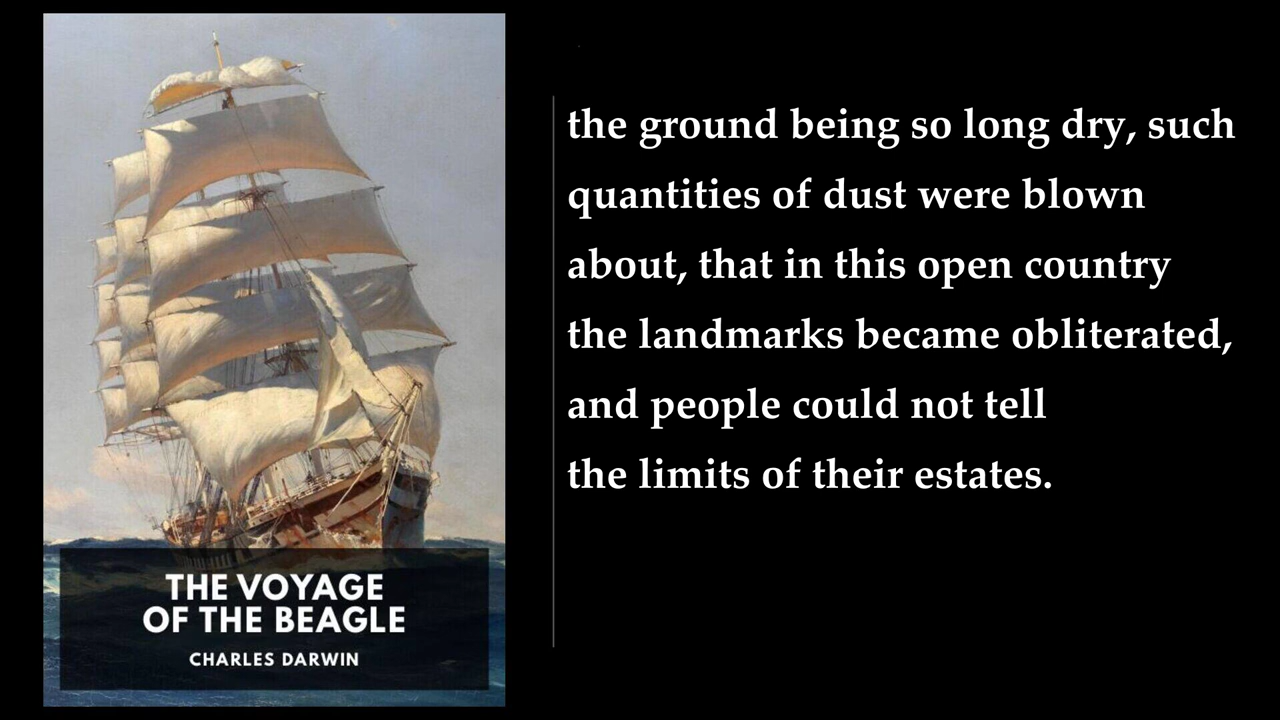 the ground being so long dry, such
quantities of dust were blown
about, that in this open country
the landmarks became obliterated,
and people could not tell
the limits of their estates.
THE VOYAGE
OF THE BEAGLE
CHARLES DARWIN